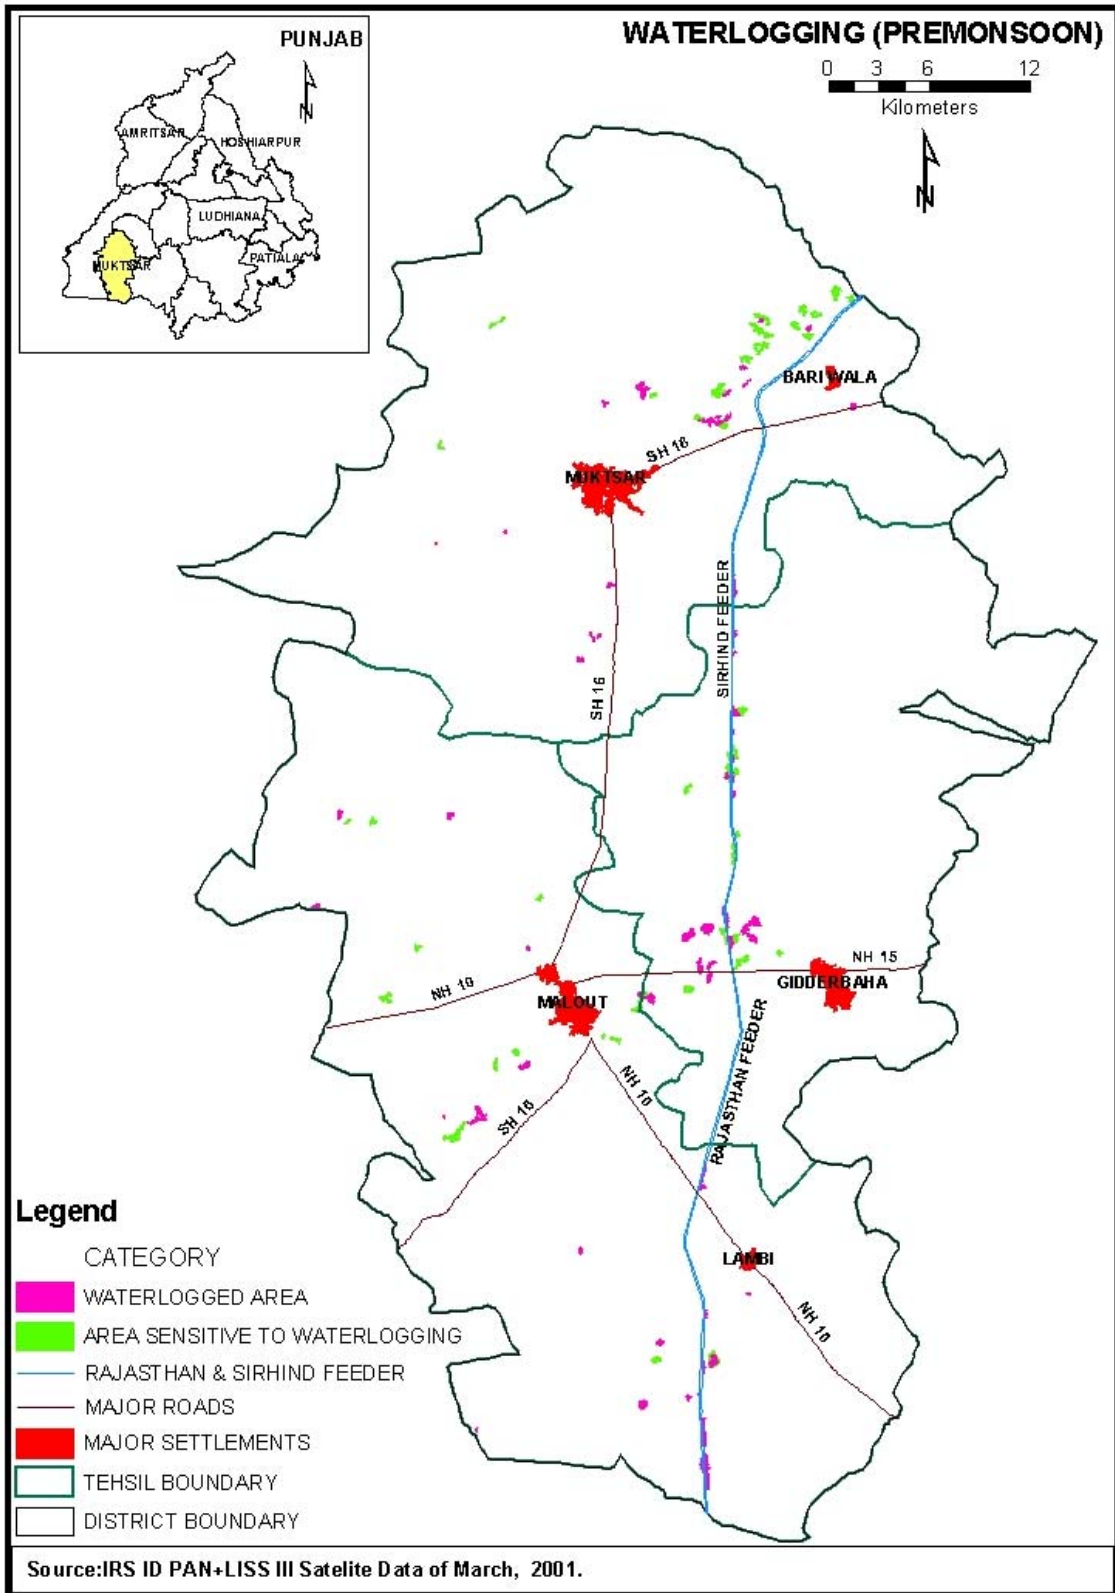 WATERLOGGING (PREMONSOON)
0 3 6 12
Kilometers
N
PUNJAB
N
AMRITSAR
HOSHIARPUR
LUDHIANA
PATIALA
MUKTSAR
BARIWALA
SH 16
MUKTSAR
SIRHIND FEEDER
SH 16
NH 15
NH 10
GIDDERBAHA
MALOUT
RAJASTHAN FEEDER
NH 10
SH 16
LAMBI
NH 10
Legend
CATEGORY
WATERLOGGED AREA
AREA SENSITIVE TO WATERLOGGING
RAJASTHAN & SIRHIND FEEDER
MAJOR ROADS
MAJOR SETTLEMENTS
TEHSIL BOUNDARY
DISTRICT BOUNDARY
Source:IRS ID PAN+LISS III Satelite Data of March, 2001.